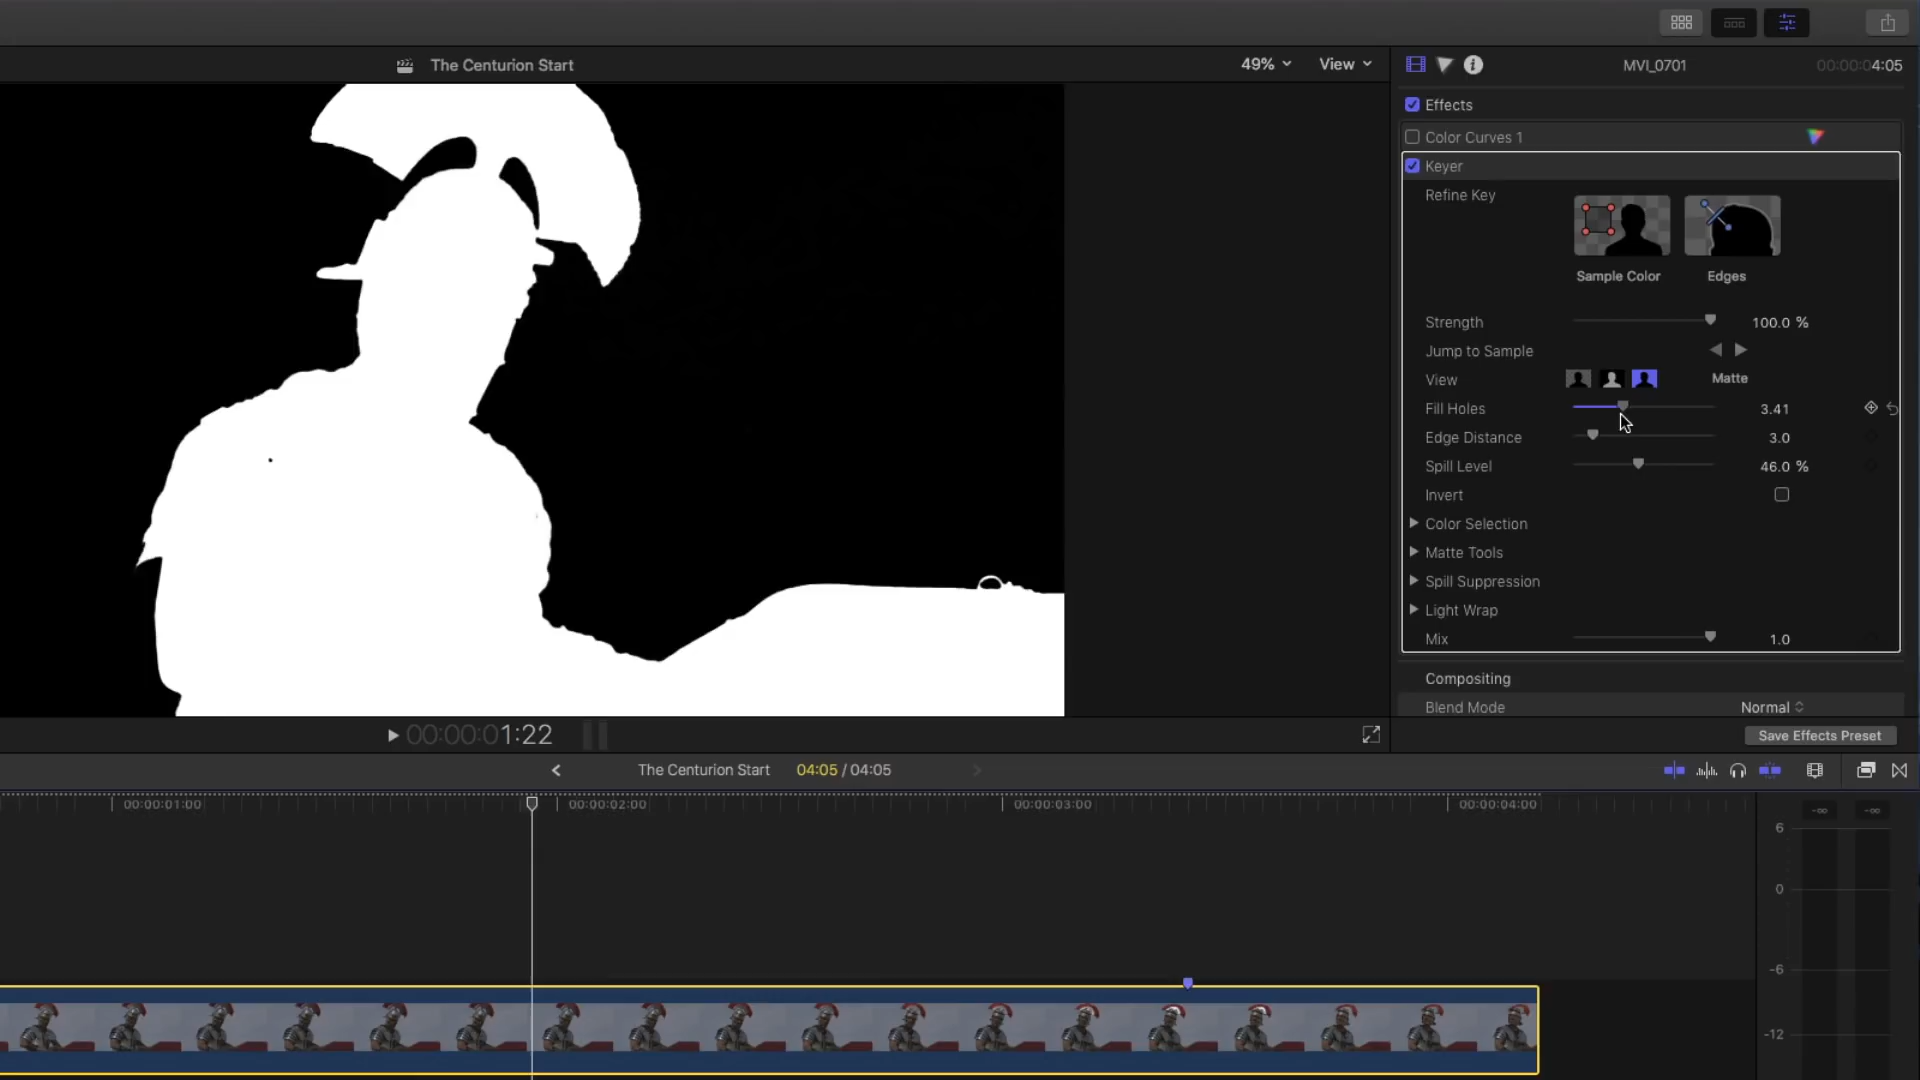 The Centurion Start
49%
View
MVI_0701
00:00:04:05
Effects
Color Curves 1
Keyer
Refine Key
Sample Color
Edges
Strength
100.0 %
Jump to Sample
View
Matte
Fill Holes
3.41
Edge Distance
3.0
Spill Level
46.0 %
Invert
Color Selection
Matte Tools
Spill Suppression
Light Wrap
Mix
1.0
Compositing
Blend Mode
Normal
00:00:01:22
Save Effects Preset
The Centurion Start
04:05 / 04:05
00:00:01:00
00:00:02:00
00:00:03:00
00:00:04:00
-∞
-∞
6
0
-6
-12